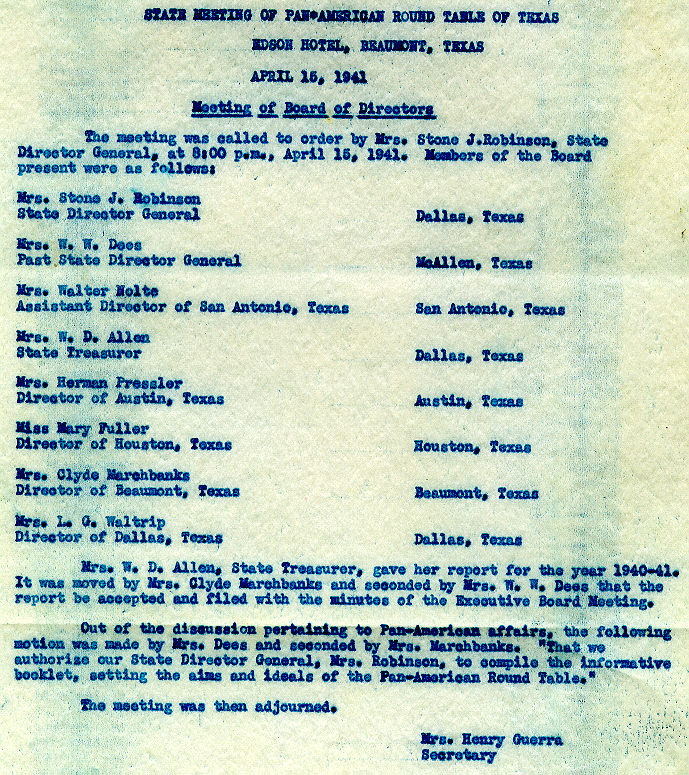 STATE MEETING OF PAN-AMERICAN ROUND TABLE OF TEXAS
EDSON HOTEL, BEAUMONT, TEXAS
APRIL 15, 1941
Meeting of Board of Directors
The meeting was called to order by Mrs. Stone J.Robinson, State
Director General, at 8:00 p.m., April 15, 1941. Members of the Board
present were as follows:
Mrs. Stone J. Robinson
State Director General Dallas, Texas
Mrs. W. W. Dees
Past State Director General McAllen, Texas
Mrs. Walter Nolte
Assistant Director of San Antonio, Texas San Antonio, Texas
Mrs. W. D. Allen
State Treasurer Dallas, Texas
Mrs. Herman Pressler
Director of Austin, Texas Austin, Texas
Miss Mary Fuller
Director of Houston, Texas Houston, Texas
Mrs. Clyde Marchbanks
Director of Beaumont, Texas Beaumont, Texas
Mrs. L. G. Waltrip
Director of Dallas, Texas Dallas, Texas
Mrs. W. D. Allen, State Treasurer, gave her report for the year 1940-41.
It was moved by Mrs. Clyde Marchbanks and seconded by Mrs. W. W. Dees that the
report be accepted and filed with the minutes of the Executive Board Meeting.
Out of the discussion pertaining to Pan-American affairs, the following
motion was made by Mrs. Dees and seconded by Mrs. Marchbanks. "That we
authorize our State Director General, Mrs. Robinson, to compile the informative
booklet, setting the aims and ideals of the Pan-American Round Table."
The meeting was then adjourned.
Mrs. Henry Guerra
Secretary